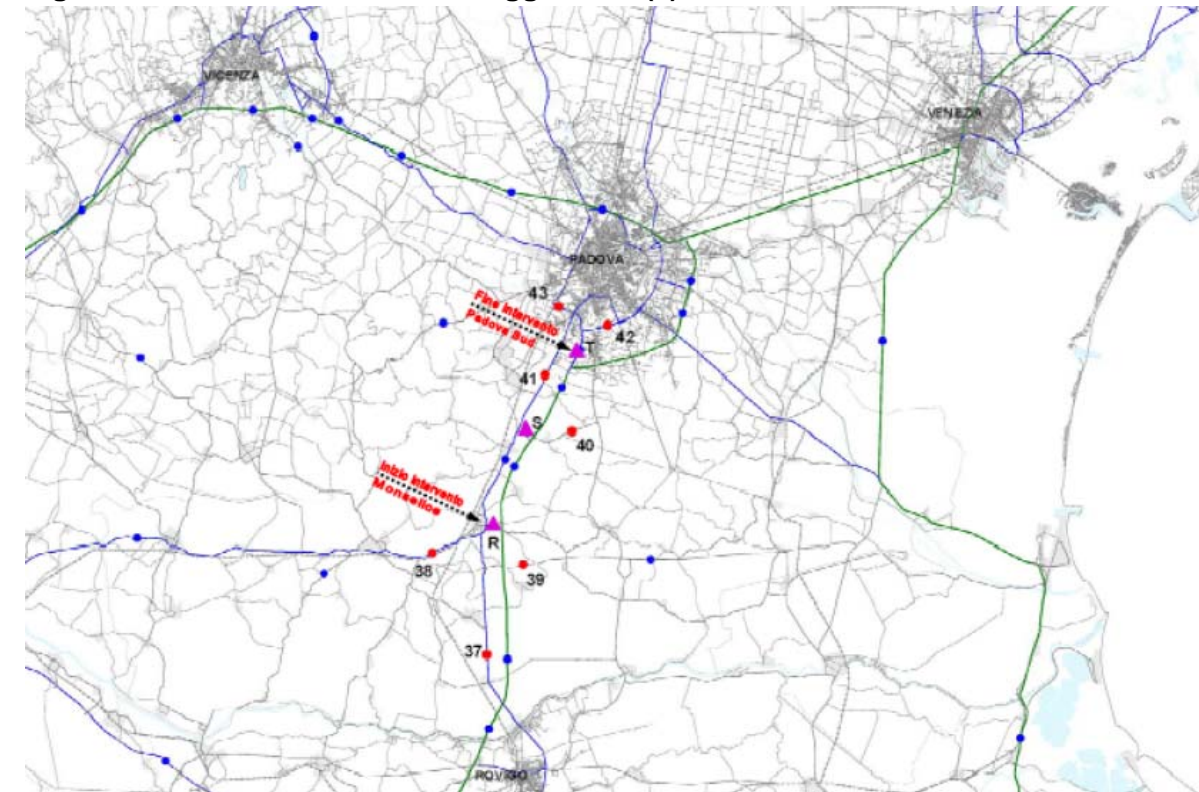 VICENZA
VENEZIA
PADOVA
43
Fine Intervento
Padova Sud
42
T
41
S
40
Inizio Intervento
Monselice
R
38
39
37
ROVIGO